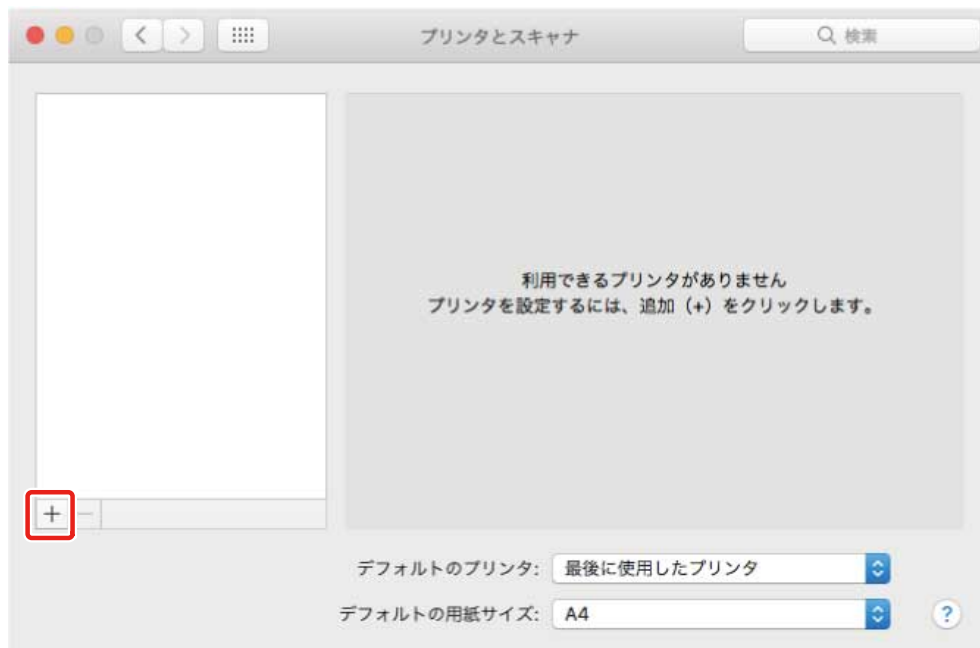 プリンタとスキャナ
検索
利用できるプリンタがありません
プリンタを設定するには、追加（+）をクリックします。
+ −
デフォルトのプリンタ: 最後に使用したプリンタ
デフォルトの用紙サイズ: A4
?